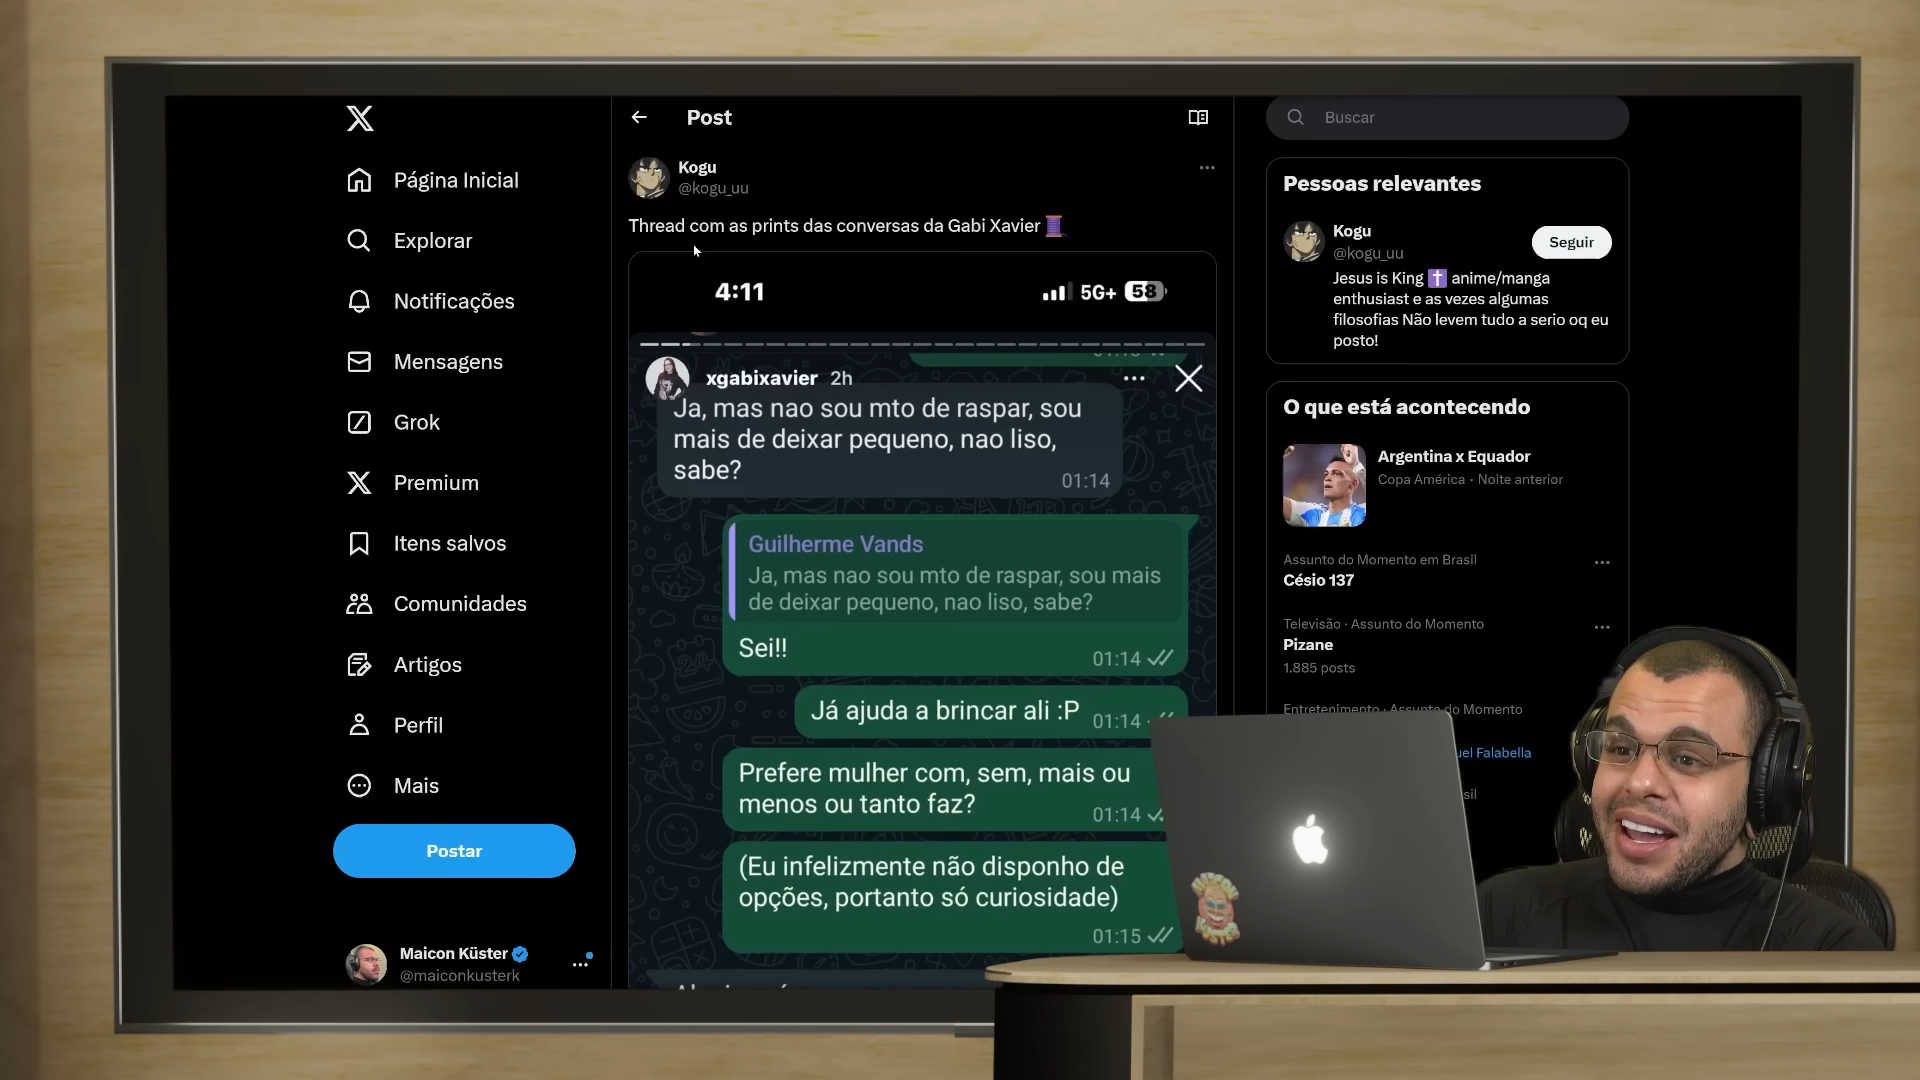 Página Inicial
Explorar
Notificações
Mensagens
Grok
Premium
Itens salvos
Comunidades
Artigos
Perfil
Mais
Postar
Maicon Küster
@maiconkusterk
Post
Kogu
@kogu_uu
Thread com as prints das conversas da Gabi Xavier
4:11
5G+
58
xgabixavier 2h
Ja, mas nao sou mto de raspar, sou
mais de deixar pequeno, nao liso,
sabe?
01:14
Guilherme Vands
Ja, mas nao sou mto de raspar, sou mais
de deixar pequeno, nao liso, sabe?
Sei!!
01:14
Já ajuda a brincar ali :P
01:14
Prefere mulher com, sem, mais ou
menos ou tanto faz?
01:14
(Eu infelizmente não disponho de
opções, portanto só curiosidade)
01:15
Buscar
Pessoas relevantes
Kogu
@kogu_uu
Seguir
Jesus is King ✝ anime/manga
enthusiast e as vezes algumas
filosofias Não levem tudo a serio oq eu
posto!
O que está acontecendo
Argentina x Equador
Copa América · Noite anterior
Assunto do Momento em Brasil
Césio 137
Televisão · Assunto do Momento
Pizane
1.885 posts
Entretenimento · Assunto do Momento
Falabella